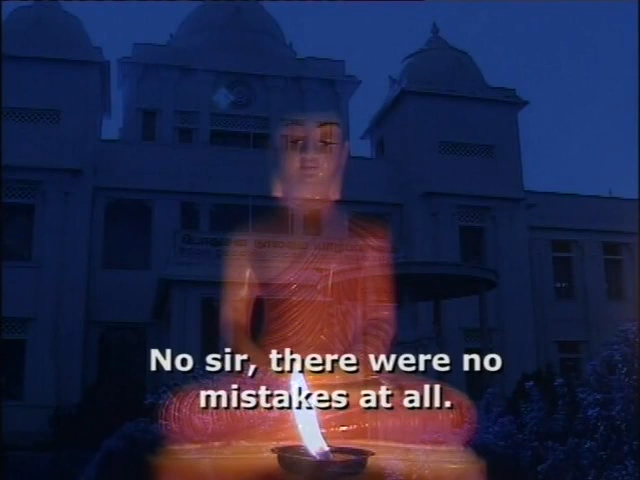 No sir, there were no
mistakes at all.